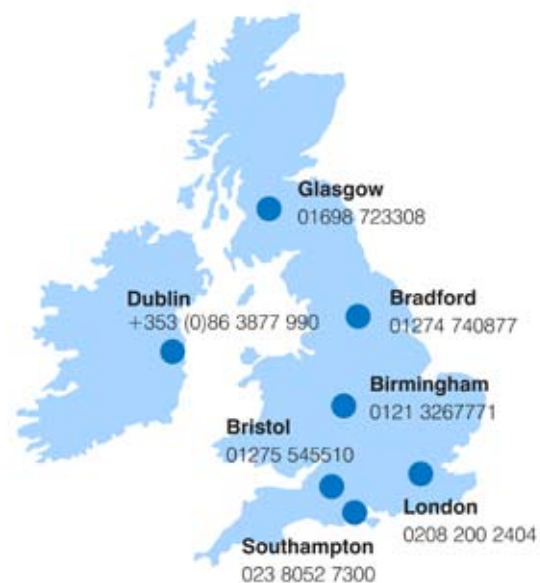 Glasgow
01698 723308
Dublin
+353 (0)86 3877 990
Bradford
01274 740877
Birmingham
0121 3267771
Bristol
01275 545510
London
0208 200 2404
Southampton
023 8052 7300